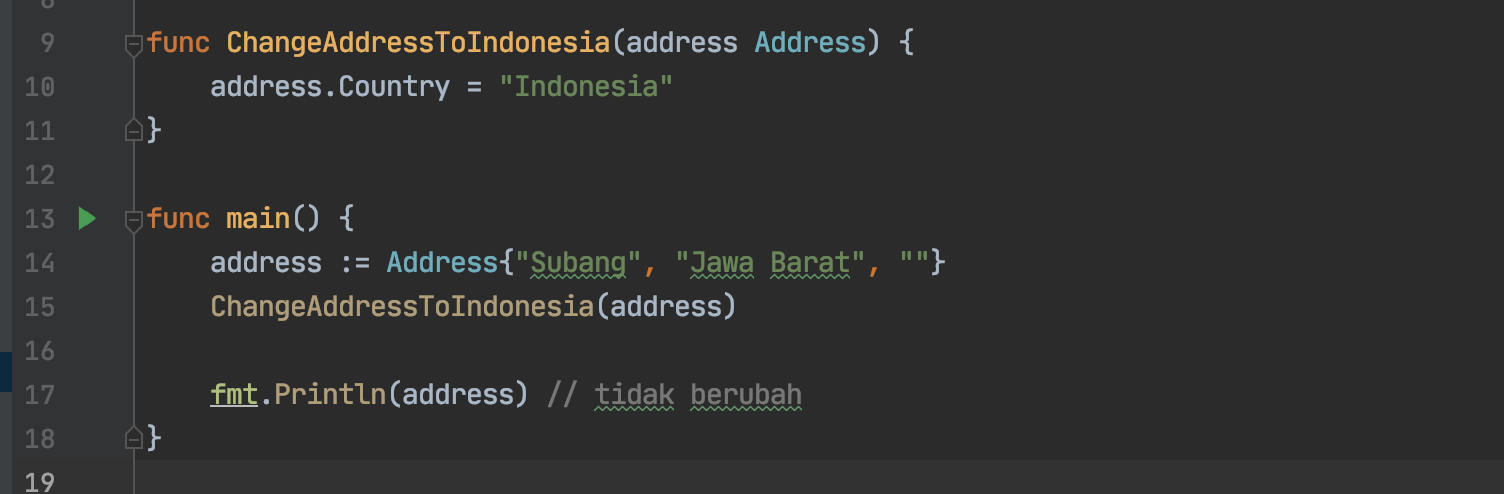 8
9 func ChangeAddressToIndonesia(address Address) {
10 address.Country = "Indonesia"
11 }
12
13 func main() {
14 address := Address{"Subang", "Jawa Barat", ""}
15 ChangeAddressToIndonesia(address)
16
17 fmt.Println(address) // tidak berubah
18 }
19